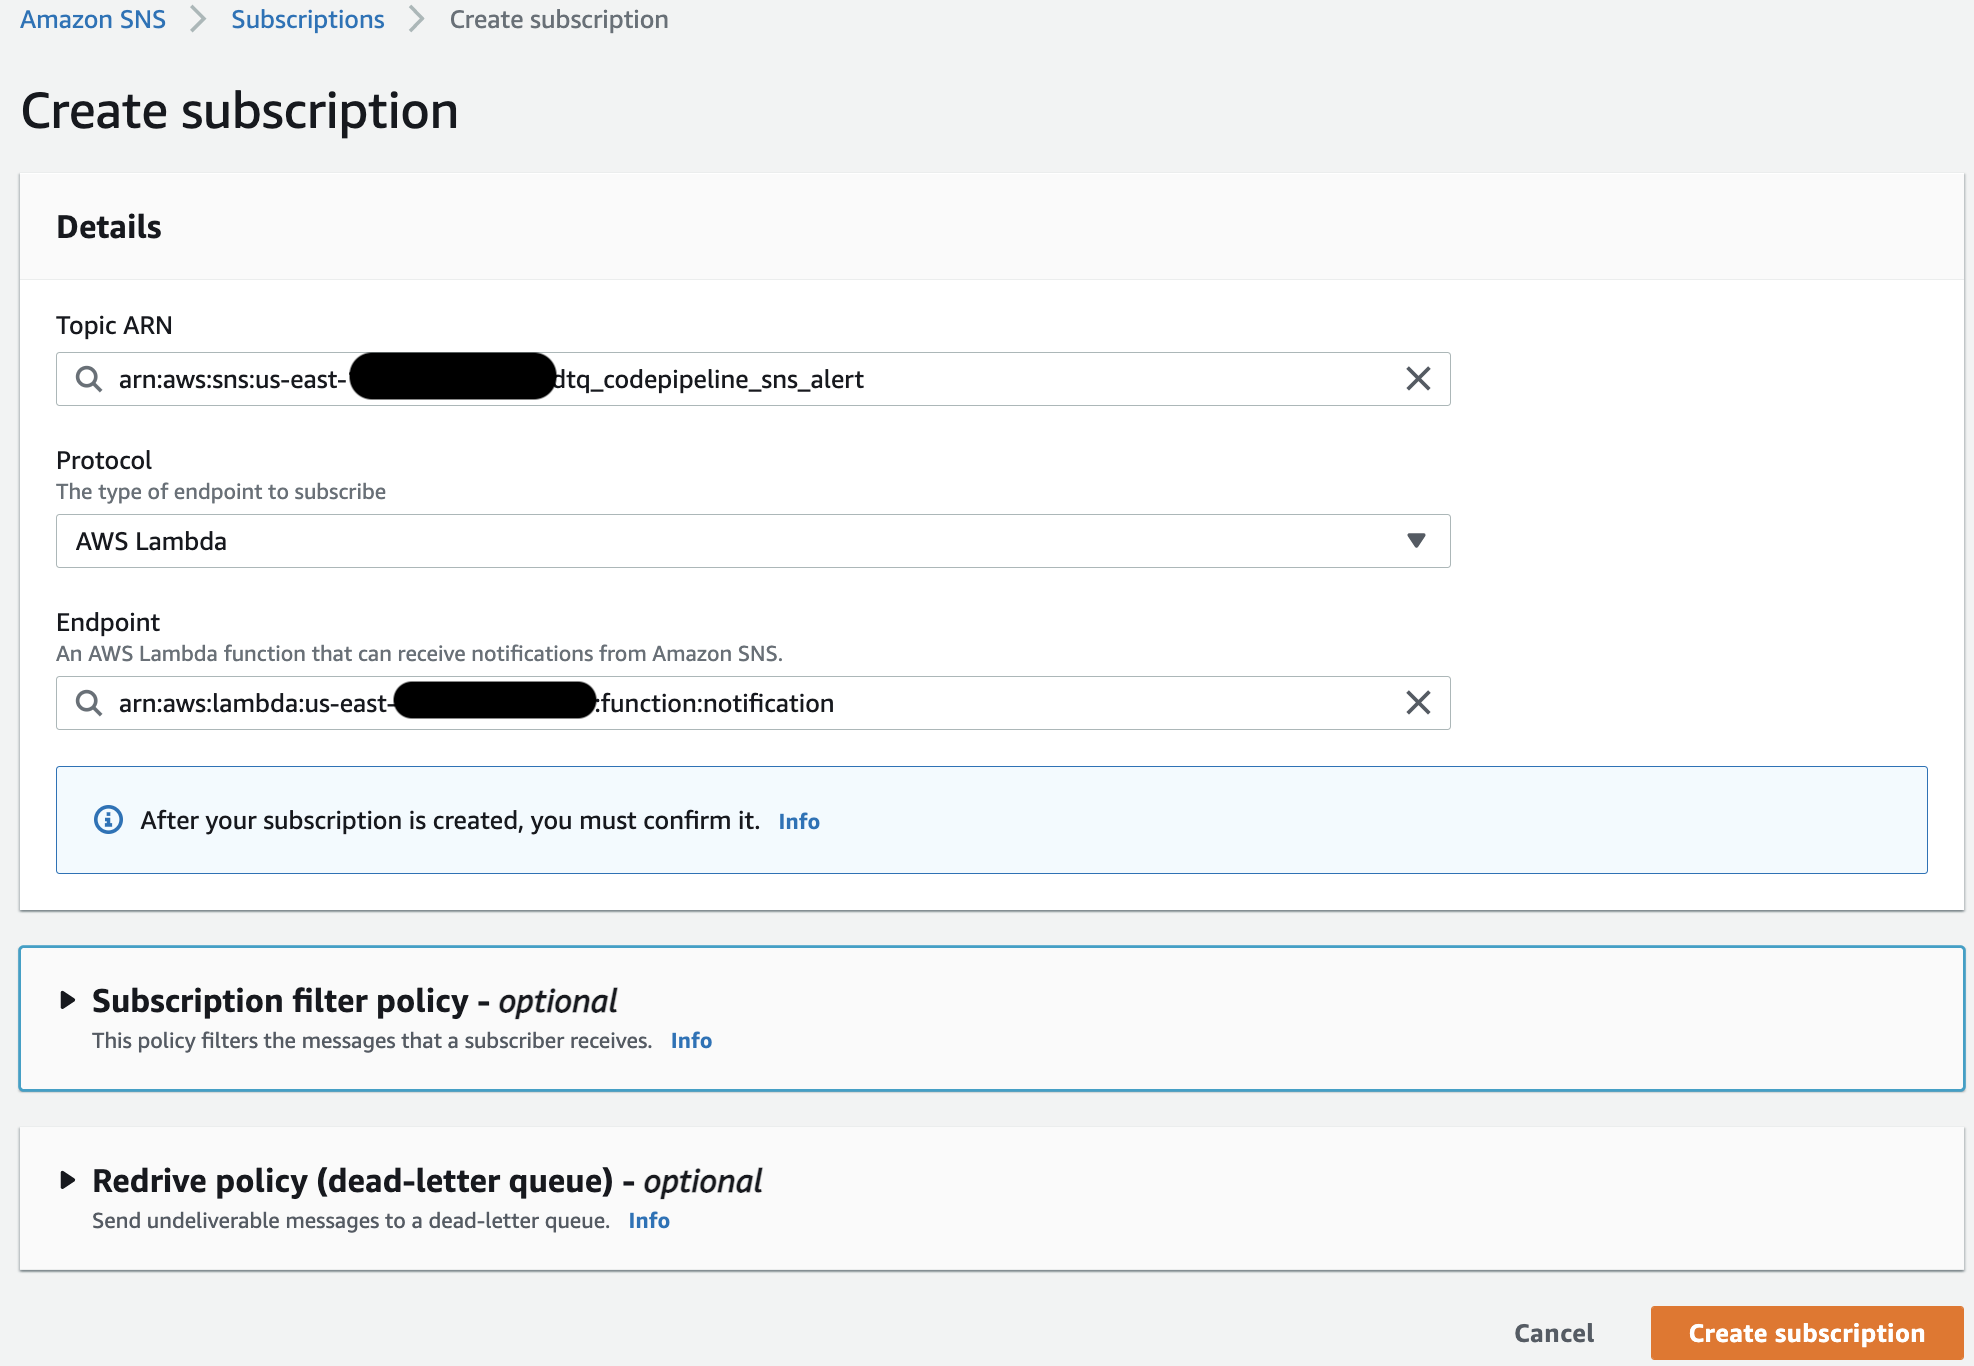 Amazon SNS > Subscriptions > Create subscription
Create subscription
Details
Topic ARN
arn:aws:sns:us-east- dtq_codepipeline_sns_alert
Protocol
The type of endpoint to subscribe
AWS Lambda
Endpoint
An AWS Lambda function that can receive notifications from Amazon SNS.
arn:aws:lambda:us-east- :function:notification
After your subscription is created, you must confirm it. Info
Subscription filter policy - optional
This policy filters the messages that a subscriber receives. Info
Redrive policy (dead-letter queue) - optional
Send undeliverable messages to a dead-letter queue. Info
Cancel Create subscription